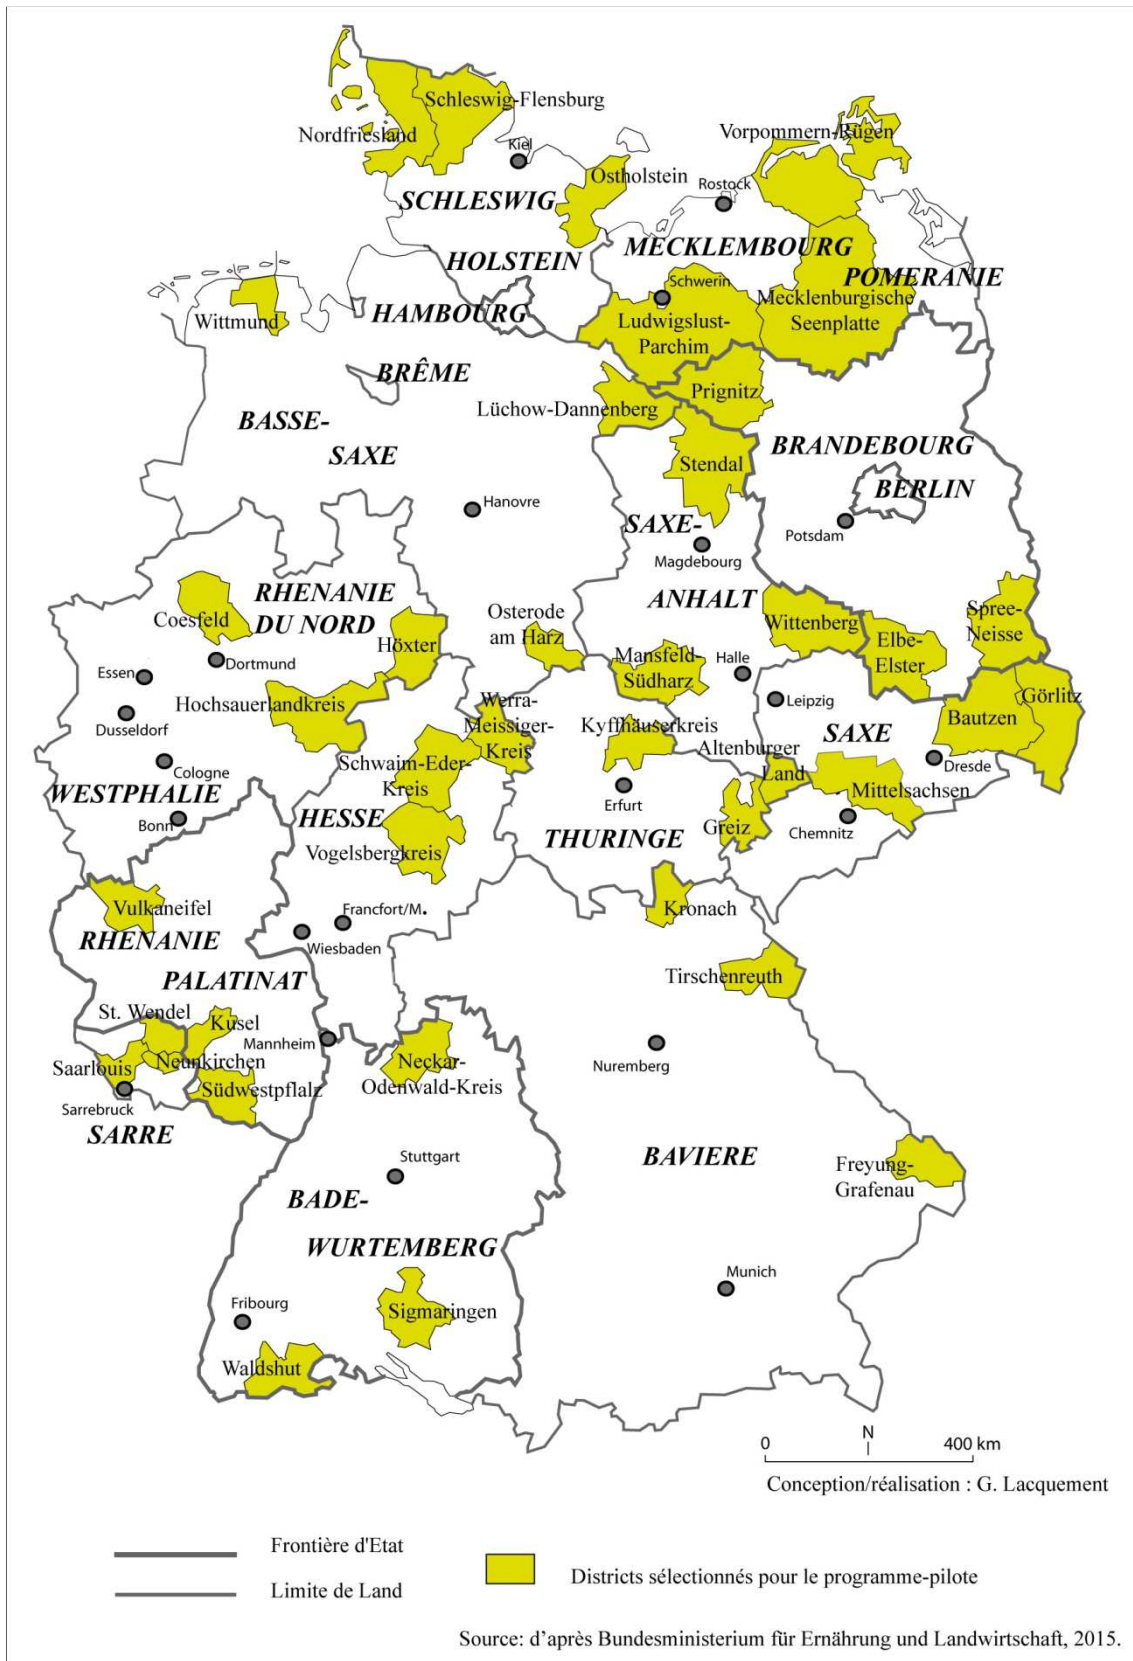 Schleswig-Flensburg
Nordfriesland
Kiel
Vorpommern-Rügen
Ostholstein
Rostock
SCHLESWIG
HOLSTEIN
MECKLEMBOURG
POMERANIE
Schwerin
Mecklenburgische
Seenplatte
Ludwigslust-
Parchim
Wittmund
HAMBOURG
BRÊME
Prignitz
Lüchow-Dannenberg
BASSE-
SAXE
Stendal
BRANDEBOURG
BERLIN
Hanovre
Potsdam
SAXE-
Magdebourg
ANHALT
RHENANIE
DU NORD
Coesfeld
Höxter
Osterode
am Harz
Wittenberg
Elbe-
Elster
Spree-
Neisse
Dortmund
Essen
Mansfeld-
Südharz
Halle
Hochsauerlandkreis
Werra-
Meissiger-
Kreis
Leipzig
Görlitz
Bautzen
Dusseldorf
Kyffhäuserkreis
SAXE
Altenburger
Land
Cologne
Schwaim-Eder-
Kreis
Dresde
Mittelsachsen
WESTPHALIE
Bonn
HESSE
Erfurt
Chemnitz
THURINGE
Greiz
Vogelsbergkreis
Vulkaneifel
Kronach
Francfort/M.
RHENANIE
Wiesbaden
PALATINAT
Tirschenreuth
St. Wendel
Kusel
Mannheim
Nuremberg
Saarlouis
Neunkirchen
Neckar-
Odenwald-Kreis
Südwestpflalz
Sarrebruck
SARRE
Stuttgart
BAVIERE
Freyung-
Grafenau
BADE-
WURTEMBERG
Munich
Fribourg
Sigmaringen
Waldshut
N
0 400 km
Conception/réalisation : G. Lacquement
Frontière d'Etat
Limite de Land
Districts sélectionnés pour le programme-pilote
Source: d’après Bundesministerium für Ernährung und Landwirtschaft, 2015.